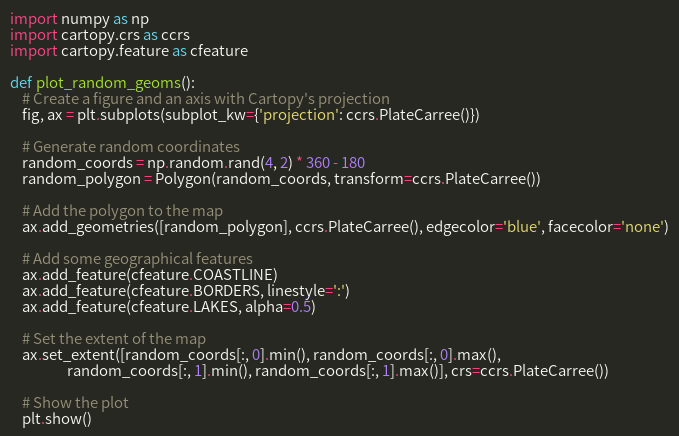 import numpy as np
import cartopy.crs as ccrs
import cartopy.feature as cfeature

def plot_random_geoms():
    # Create a figure and an axis with Cartopy's projection
    fig, ax = plt.subplots(subplot_kw={'projection': ccrs.PlateCarree()})

    # Generate random coordinates
    random_coords = np.random.rand(4, 2) * 360 - 180
    random_polygon = Polygon(random_coords, transform=ccrs.PlateCarree())

    # Add the polygon to the map
    ax.add_geometries([random_polygon], ccrs.PlateCarree(), edgecolor='blue', facecolor='none')

    # Add some geographical features
    ax.add_feature(cfeature.COASTLINE)
    ax.add_feature(cfeature.BORDERS, linestyle=':')
    ax.add_feature(cfeature.LAKES, alpha=0.5)

    # Set the extent of the map
    ax.set_extent([random_coords[:, 0].min(), random_coords[:, 0].max(),
                   random_coords[:, 1].min(), random_coords[:, 1].max()], crs=ccrs.PlateCarree())

    # Show the plot
    plt.show()